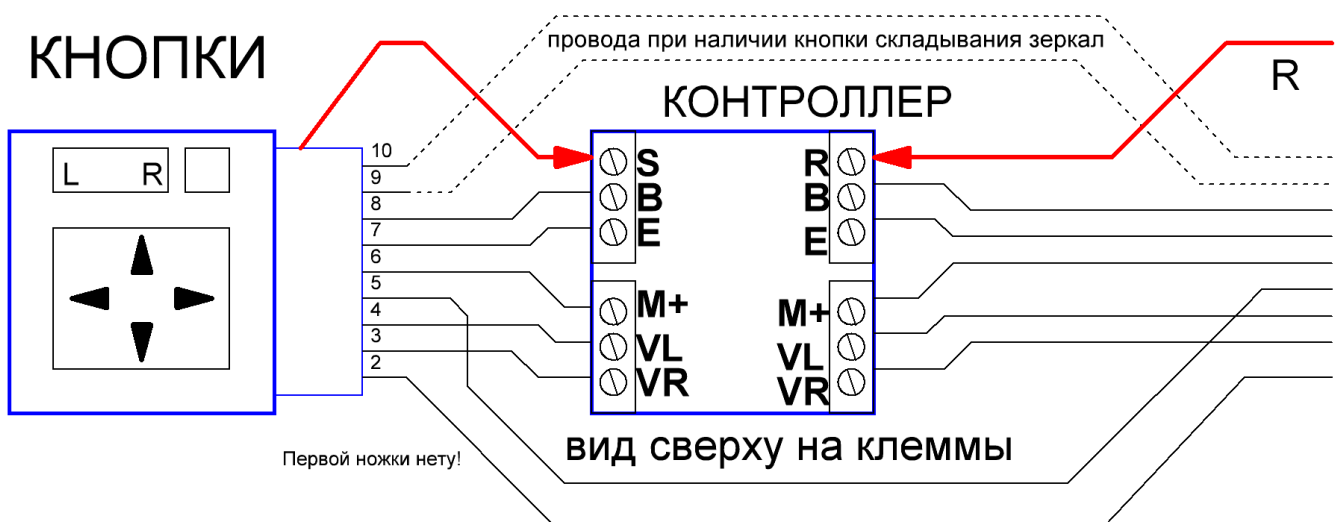 провода при наличии кнопки складывания зеркал
КНОПКИ
R
КОНТРОЛЛЕР
L R
10
9
8
7
6
5
4
3
2
S
B
E
M+
VL
VR
R
B
E
M+
VL
VR
вид сверху на клеммы
Первой ножки нету!